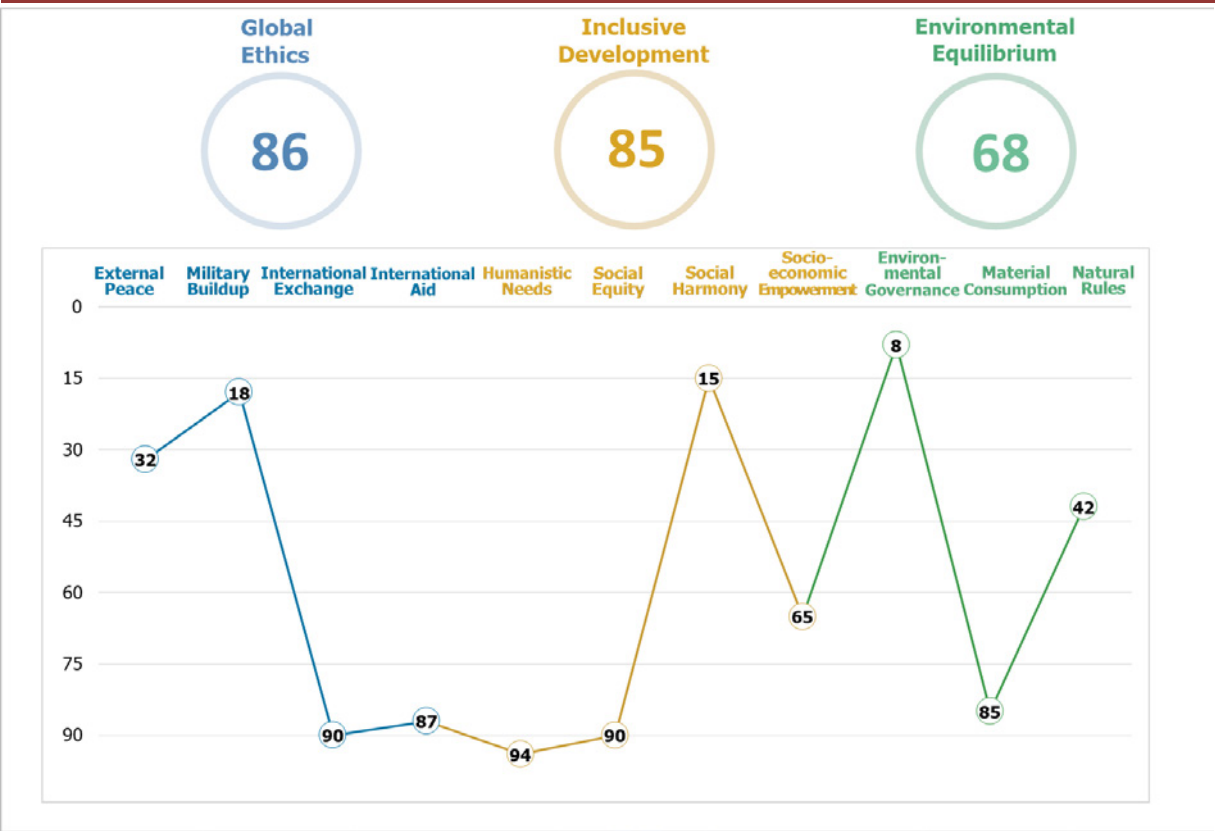 Global
Ethics
86
Inclusive
Development
85
Environmental
Equilibrium
68
External
Peace
Military
Buildup
International
Exchange
International
Aid
Humanistic
Needs
Social
Equity
Social
Harmony
Socio-
economic
Empowerment
Environ-
mental
Governance
Material
Consumption
Natural
Rules
0
15
30
45
60
75
90
32
18
90
87
94
90
15
65
8
85
42